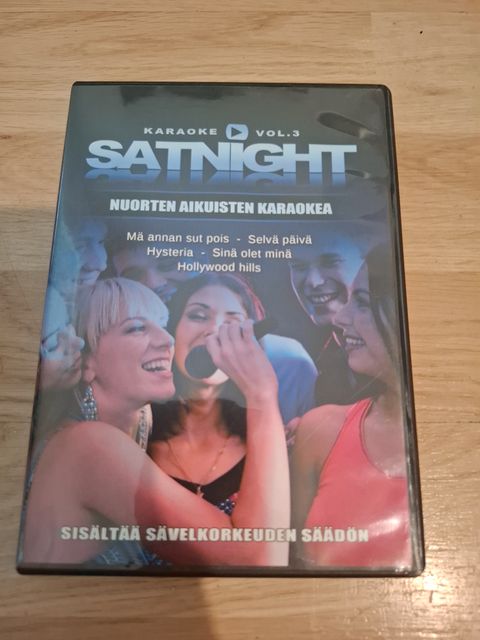 KARAOKE VOL.3
SATNIGHT
NUORTEN AIKUISTEN KARAOKEA
Mä annan sut pois - Selvä päivä
Hysteria - Sinä olet minä
Hollywood hills
SISÄLTÄÄ SÄVELKORKEUDEN SÄÄDÖN